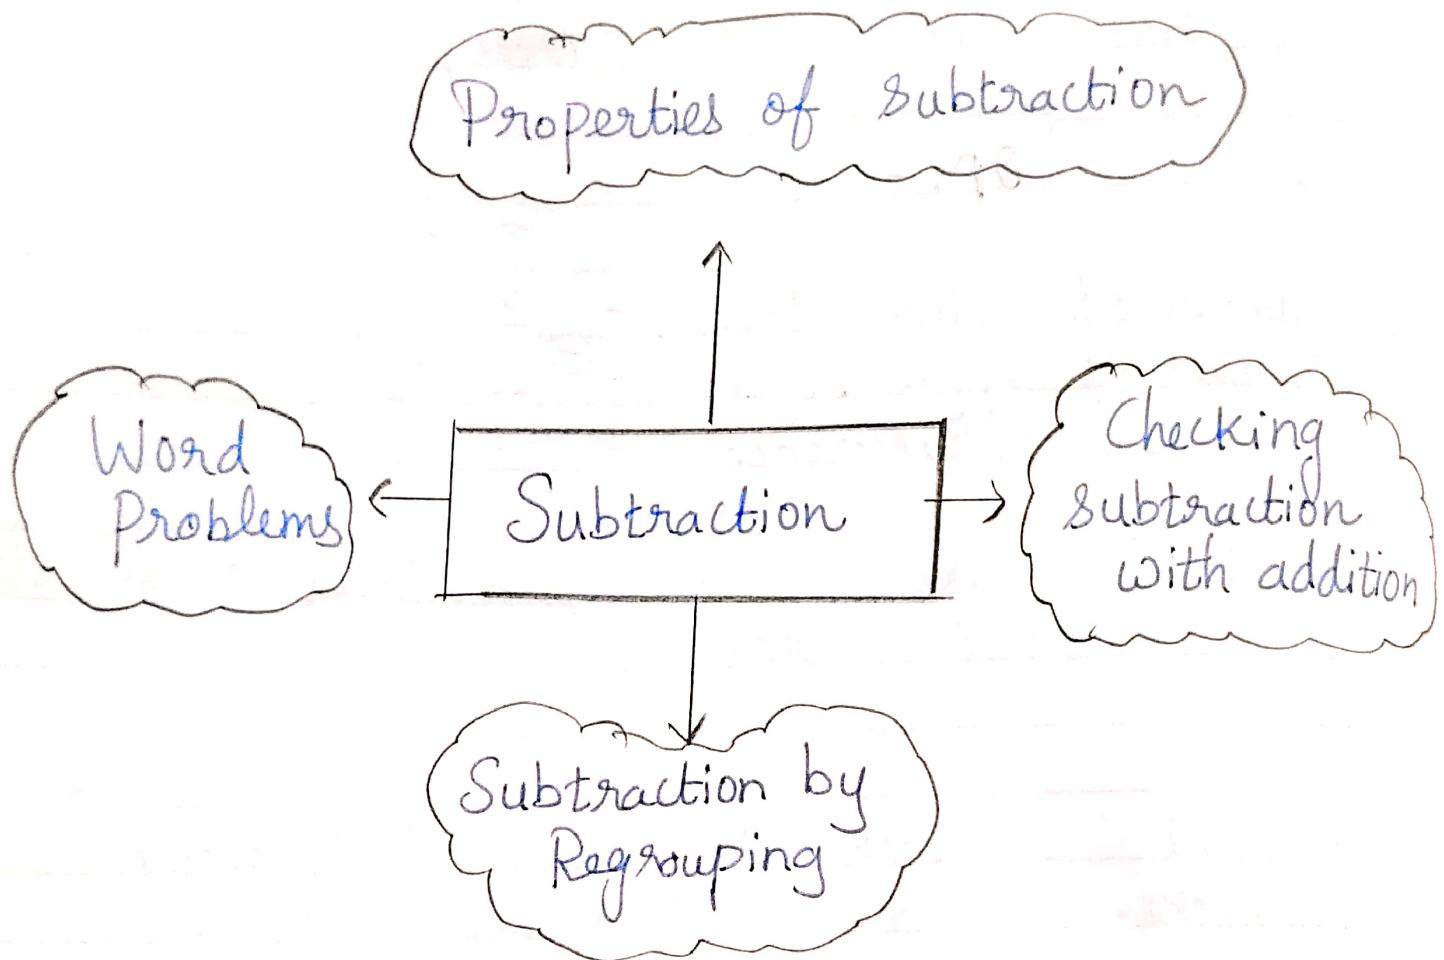 Properties of subtraction
Word
Problems
Subtraction
Checking
subtraction
with addition
Subtraction by
Regrouping